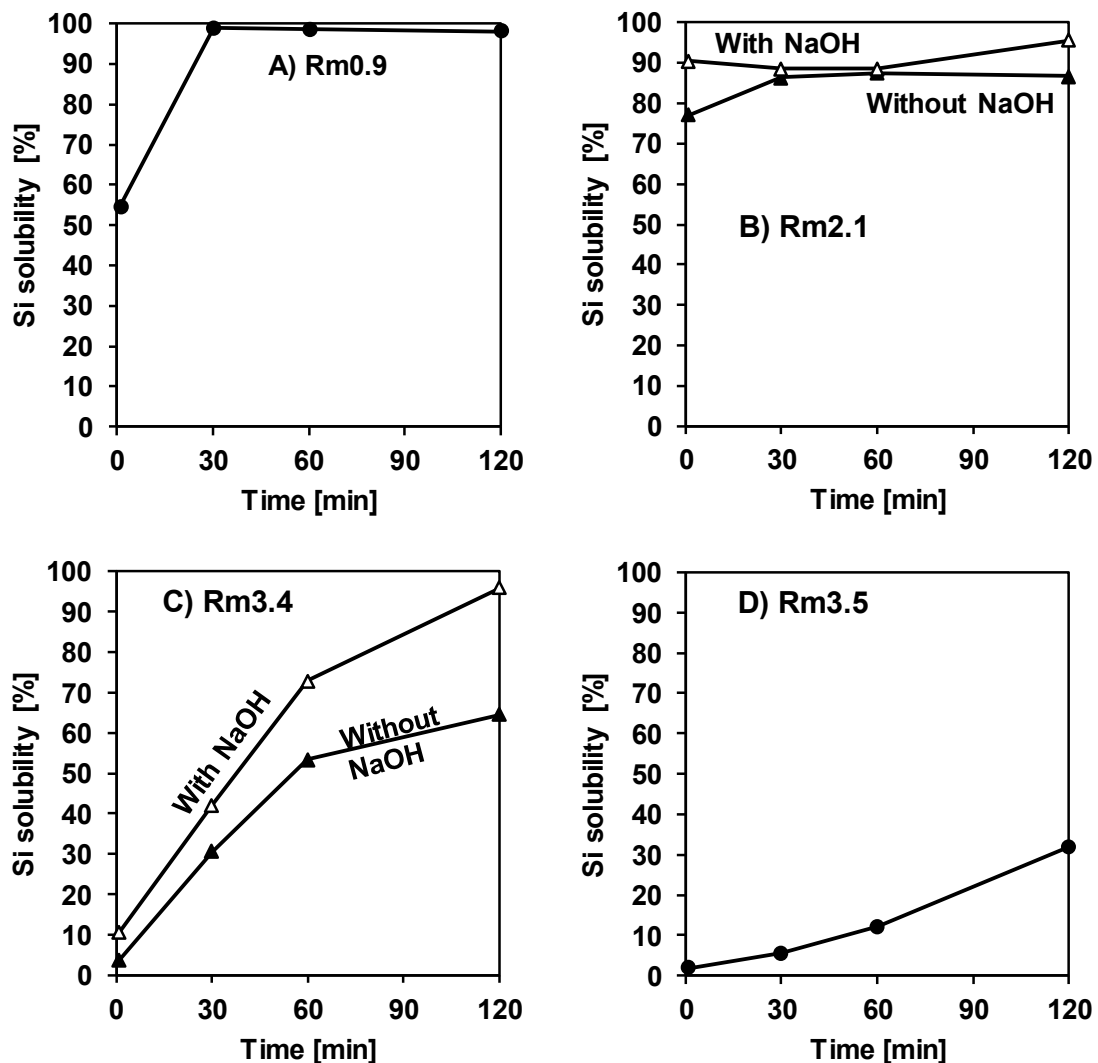 Si solubility [%]
100
90
80
70
60
50
40
30
20
10
0
A) Rm0.9
0 30 60 90 120
Time [min]
Si solubility [%]
100
90
80
70
60
50
40
30
20
10
0
With NaOH
Without NaOH
B) Rm2.1
0 30 60 90 120
Time [min]
Si solubility [%]
100
90
80
70
60
50
40
30
20
10
0
C) Rm3.4
With NaOH
Without
NaOH
0 30 60 90 120
Time [min]
Si solubility [%]
100
90
80
70
60
50
40
30
20
10
0
D) Rm3.5
0 30 60 90 120
Time [min]